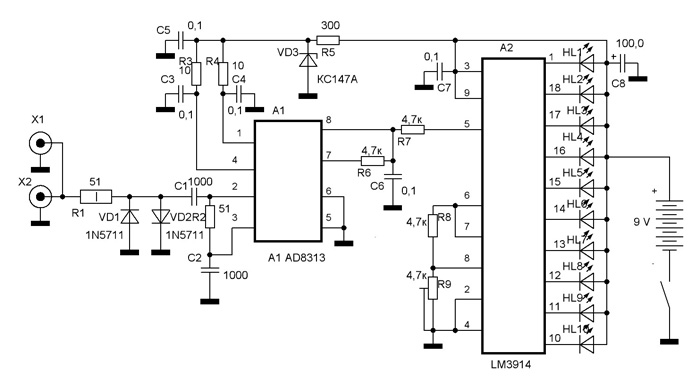 C5
0,1
300
VD3
R5
KC147A
R3
10
R4
10
C3
0,1
C4
0,1
0,1
C7
A2
HL1
100,0
+
C8
HL2
HL3
HL4
HL5
HL6
HL7
HL8
HL9
HL10
3
9
5
6
7
8
2
4
1
18
17
16
15
14
13
12
11
10
LM3914
A1
1
4
2
3
8
7
6
5
A1 AD8313
4,7к
R7
4,7к
R6
C6
0,1
4,7к
R8
4,7к
R9
X1
X2
51
R1
VD1
1N5711
VD2
1N5711
C1
1000
R2
51
C2
1000
+
9 V